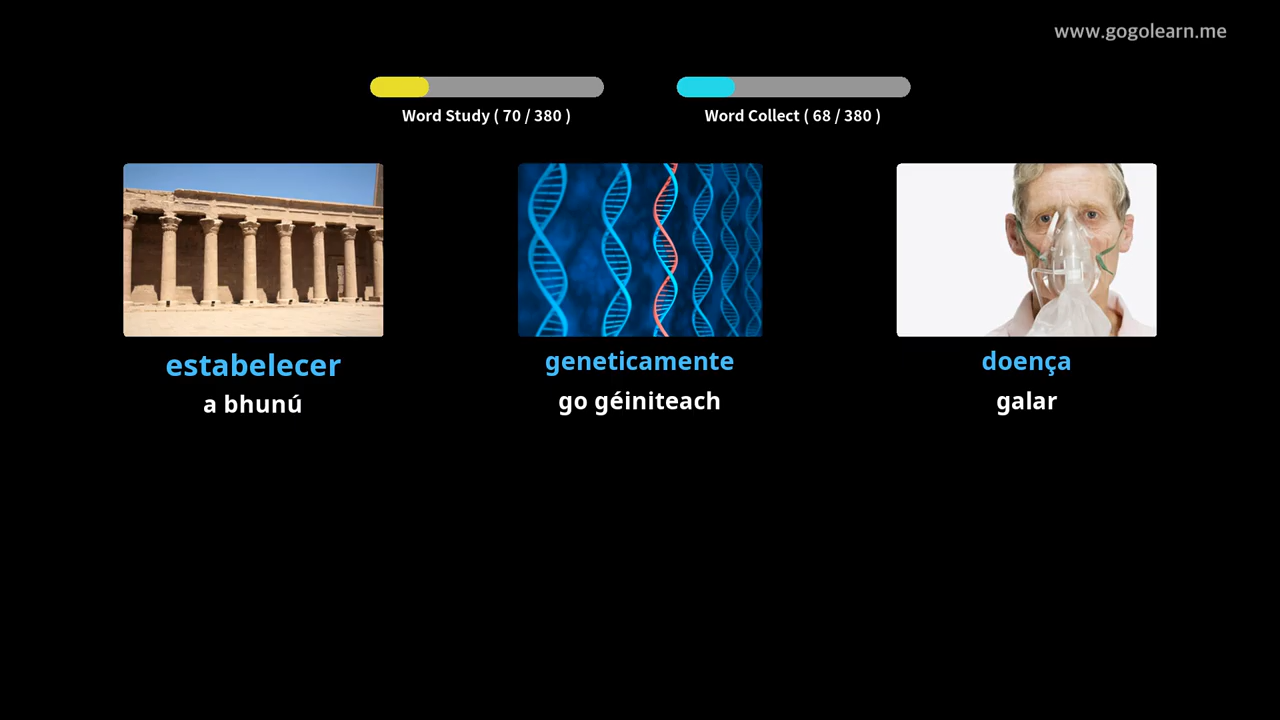 www.gogolearn.me
Word Study ( 70 / 380 )
Word Collect ( 68 / 380 )
estabelecer
a bhunú
geneticamente
go géiniteach
doença
galar